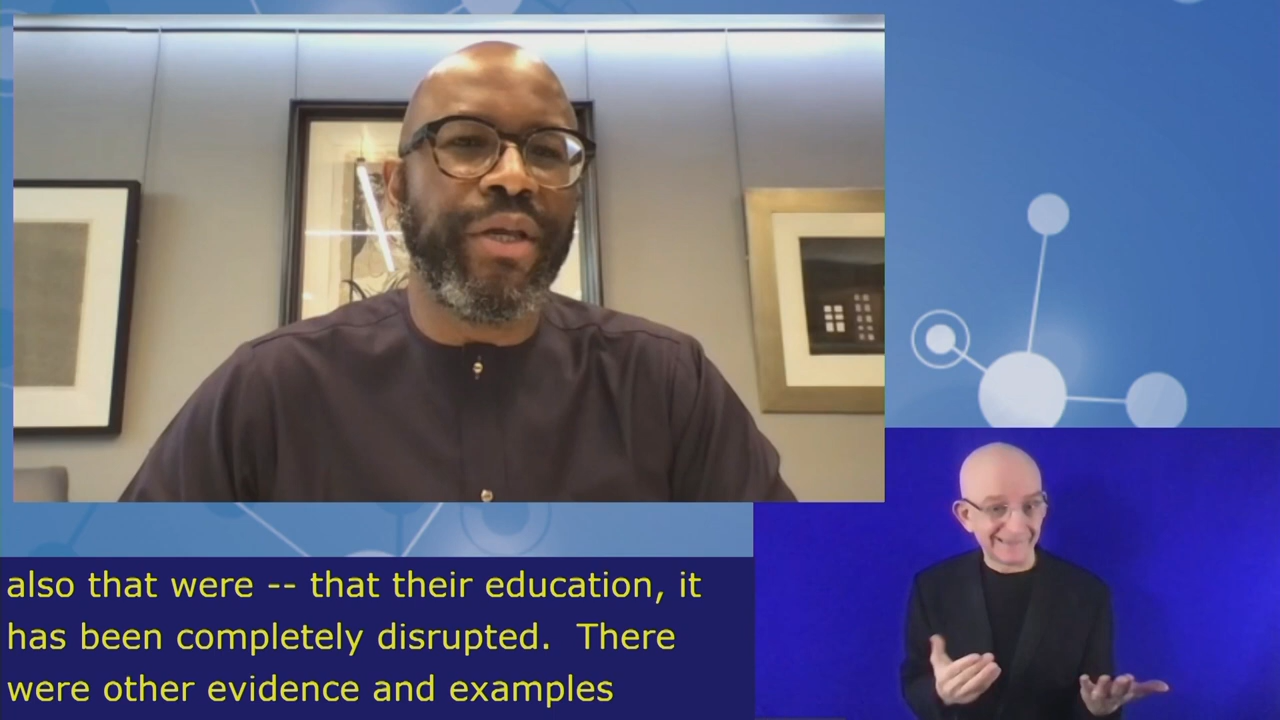 also that were -- that their education, it
has been completely disrupted.  There
were other evidence and examples